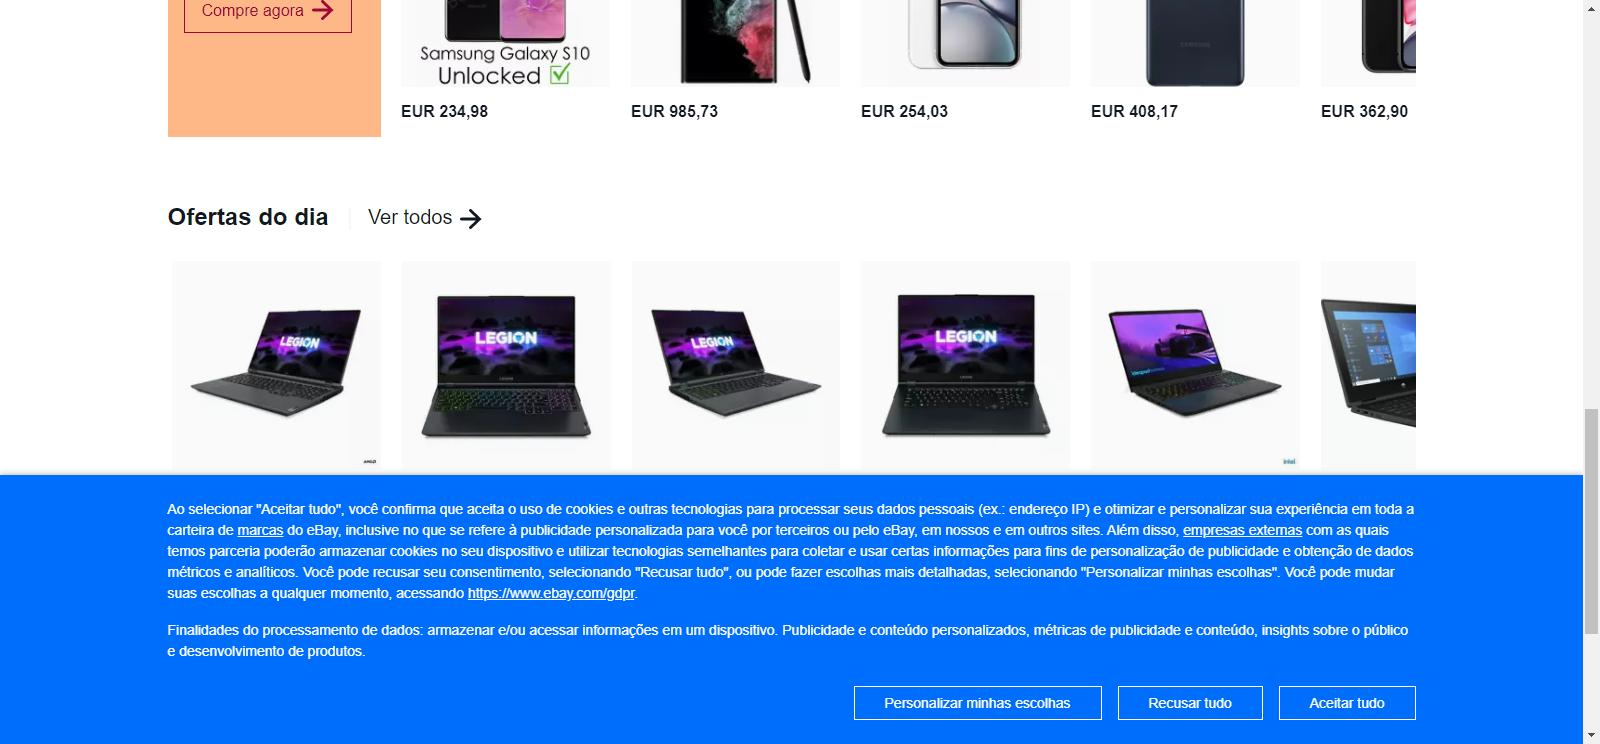 Compre agora
Samsung Galaxy S10
Unlocked
SAMSUNG
EUR 234,98
EUR 985,73
EUR 254,03
EUR 408,17
EUR 362,90
Ofertas do dia
Ver todos
LEGION
LEGION
LEGION
LEGION
ideapad
AMD
intel
Ao selecionar "Aceitar tudo", você confirma que aceita o uso de cookies e outras tecnologias para processar seus dados pessoais (ex.: endereço IP) e otimizar e personalizar sua experiência em toda a
carteira de marcas do eBay, inclusive no que se refere à publicidade personalizada para você por terceiros ou pelo eBay, em nossos e em outros sites. Além disso, empresas externas com as quais
temos parceria poderão armazenar cookies no seu dispositivo e utilizar tecnologias semelhantes para coletar e usar certas informações para fins de personalização de publicidade e obtenção de dados
métricos e analíticos. Você pode recusar seu consentimento, selecionando "Recusar tudo", ou pode fazer escolhas mais detalhadas, selecionando "Personalizar minhas escolhas". Você pode mudar
suas escolhas a qualquer momento, acessando https://www.ebay.com/gdpr.
Finalidades do processamento de dados: armazenar e/ou acessar informações em um dispositivo. Publicidade e conteúdo personalizados, métricas de publicidade e conteúdo, insights sobre o público
e desenvolvimento de produtos.
Personalizar minhas escolhas
Recusar tudo
Aceitar tudo